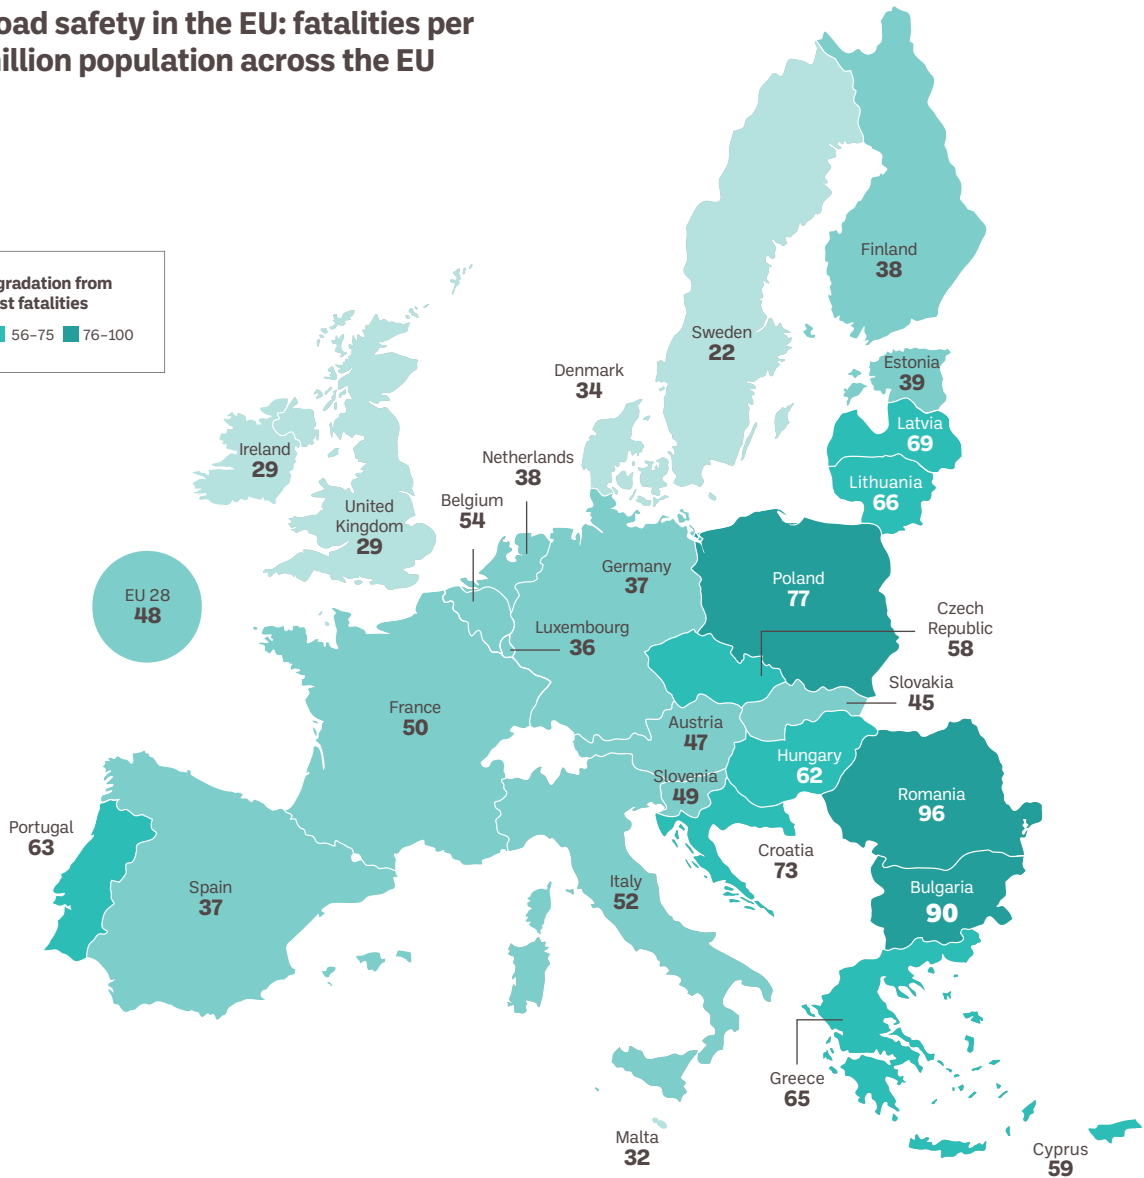 oad safety in the EU: fatalities per
illion population across the EU
gradation from
st fatalities
56–75 76–100
Finland
38
Sweden
22
Denmark
34
Estonia
39
Latvia
69
Lithuania
66
Ireland
29
Netherlands
38
Belgium
54
United
Kingdom
29
Germany
37
Poland
77
EU 28
48
Czech
Republic
58
Luxembourg
36
Slovakia
45
France
50
Austria
47
Hungary
62
Slovenia
49
Romania
96
Portugal
63
Croatia
73
Spain
37
Italy
52
Bulgaria
90
Greece
65
Malta
32
Cyprus
59